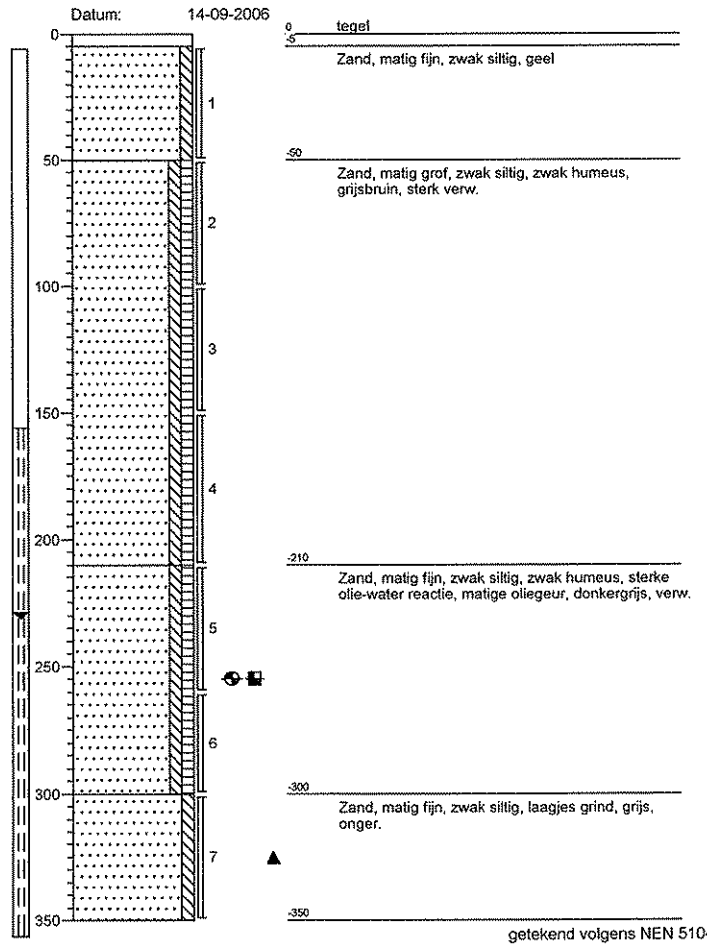 Datum: 14-09-2006
0 tegel
-5
Zand, matig fijn, zwak siltig, geel
-50
Zand, matig grof, zwak siltig, zwak humeus,
grijsbruin, sterk verw.
-210
Zand, matig fijn, zwak siltig, zwak humeus, sterke
olie-water reactie, matige oliegeur, donkergrijs, verw.
-300
Zand, matig fijn, zwak siltig, laagjes grind, grijs,
onger.
-350
0
50
100
150
200
250
300
350
1
2
3
4
5
6
7
getekend volgens NEN 5104